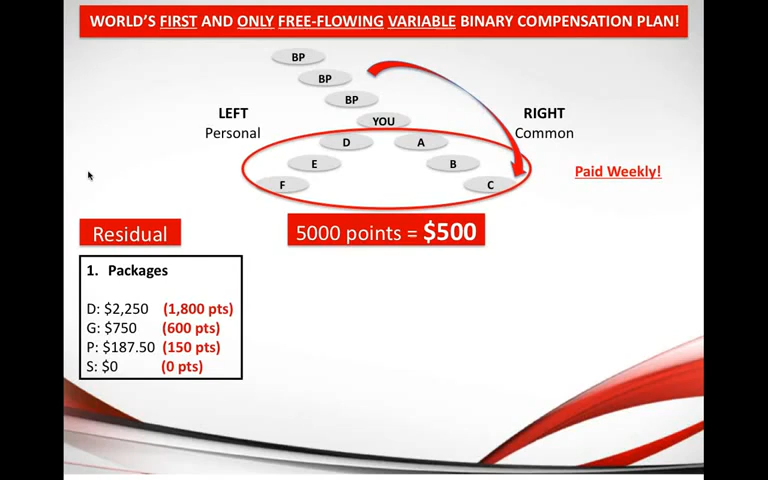 WORLD'S FIRST AND ONLY FREE-FLOWING VARIABLE BINARY COMPENSATION PLAN!
BP
BP
BP
LEFT
RIGHT
YOU
Personal
Common
D
A
E
B
Paid Weekly!
F
C
Residual
5000 points = $500
1. Packages
D: $2,250 (1,800 pts)
G: $750 (600 pts)
P: $187.50 (150 pts)
S: $0 (0 pts)